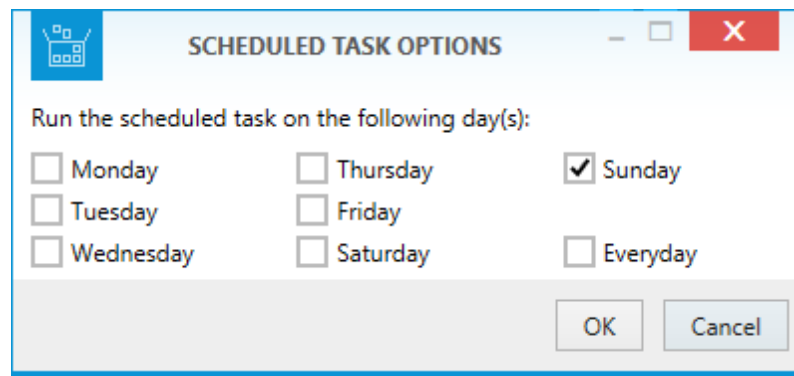 SCHEDULED TASK OPTIONS
Run the scheduled task on the following day(s):
Monday Thursday Sunday
Tuesday Friday
Wednesday Saturday Everyday
OK Cancel